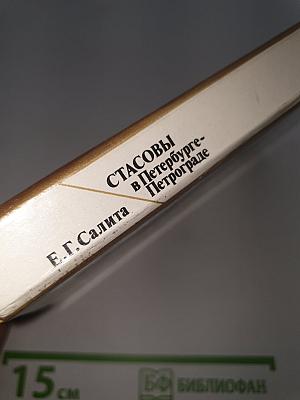 Е.Г.Салита
СТАСОВЫ
в Петербурге-
Петрограде
15 см
БФ БИБЛИОФАН